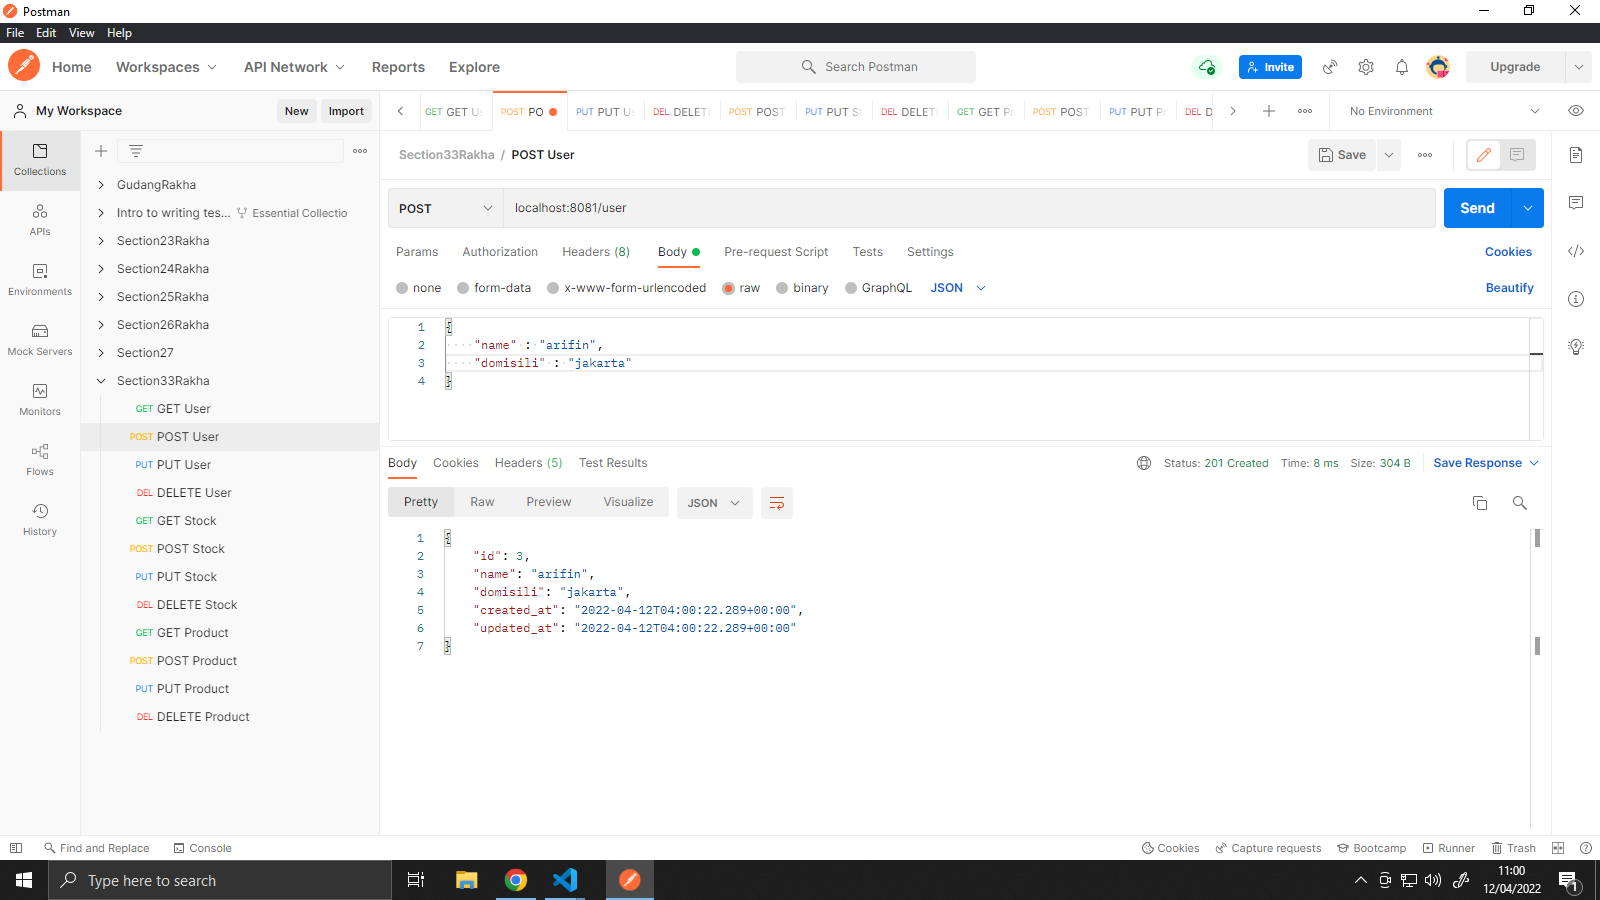 Postman
File Edit View Help
Home Workspaces API Network Reports Explore Search Postman Invite Upgrade
My Workspace New Import
GET GET Us POST PO PUT PUT Us DEL DELETE POST POST PUT PUT St DEL DELETE GET GET Pr POST POST PUT PUT Pr DEL D No Environment
Collections
APIs
Environments
Mock Servers
Monitors
Flows
History
GudangRakha
Intro to writing tes... Essential Collectio
Section23Rakha
Section24Rakha
Section25Rakha
Section26Rakha
Section27
Section33Rakha
GET GET User
POST POST User
PUT PUT User
DEL DELETE User
GET GET Stock
POST POST Stock
PUT PUT Stock
DEL DELETE Stock
GET GET Product
POST POST Product
PUT PUT Product
DEL DELETE Product
Section33Rakha / POST User Save
POST localhost:8081/user Send
Params Authorization Headers (8) Body Pre-request Script Tests Settings Cookies
none form-data x-www-form-urlencoded raw binary GraphQL JSON Beautify
1 {
2 "name" : "arifin",
3 "domisili" : "jakarta"
4 }
Body Cookies Headers (5) Test Results Status: 201 Created Time: 8 ms Size: 304 B Save Response
Pretty Raw Preview Visualize JSON
1 {
2 "id": 3,
3 "name": "arifin",
4 "domisili": "jakarta",
5 "created_at": "2022-04-12T04:00:22.289+00:00",
6 "updated_at": "2022-04-12T04:00:22.289+00:00"
7 }
Find and Replace Console Cookies Capture requests Bootcamp Runner Trash
Type here to search
11:00
12/04/2022
1